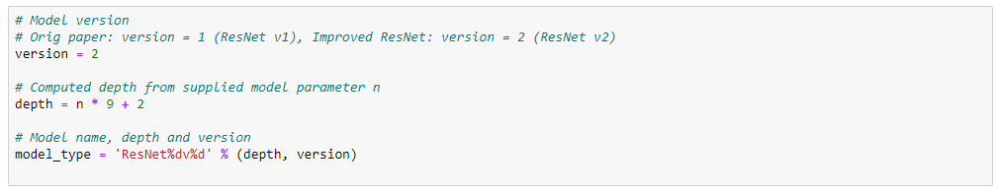 # Model version
# Orig paper: version = 1 (ResNet v1), Improved ResNet: version = 2 (ResNet v2)
version = 2
# Computed depth from supplied model parameter n
depth = n * 9 + 2
# Model name, depth and version
model_type = 'ResNet%dv%d' % (depth, version)